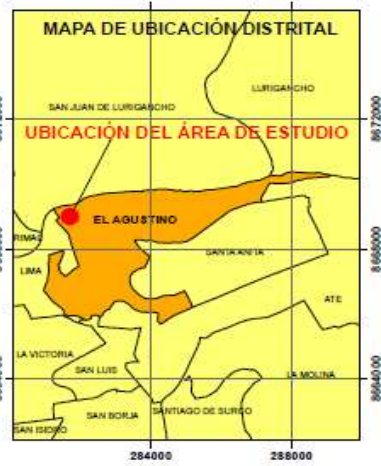 MAPA DE UBICACIÓN DISTRITAL
LURIGANCHO
SAN JUAN DE LURIGANCHO
8672000
UBICACIÓN DEL ÁREA DE ESTUDIO
EL AGUSTINO
RIMAC
SANTA ANITA
8668000
LIMA
ATE
LA VICTORIA
SAN LUIS
LA MOLINA
8664000
SAN BORJA
SANTIAGO DE SURCO
SAN ISIDRO
284000
288000